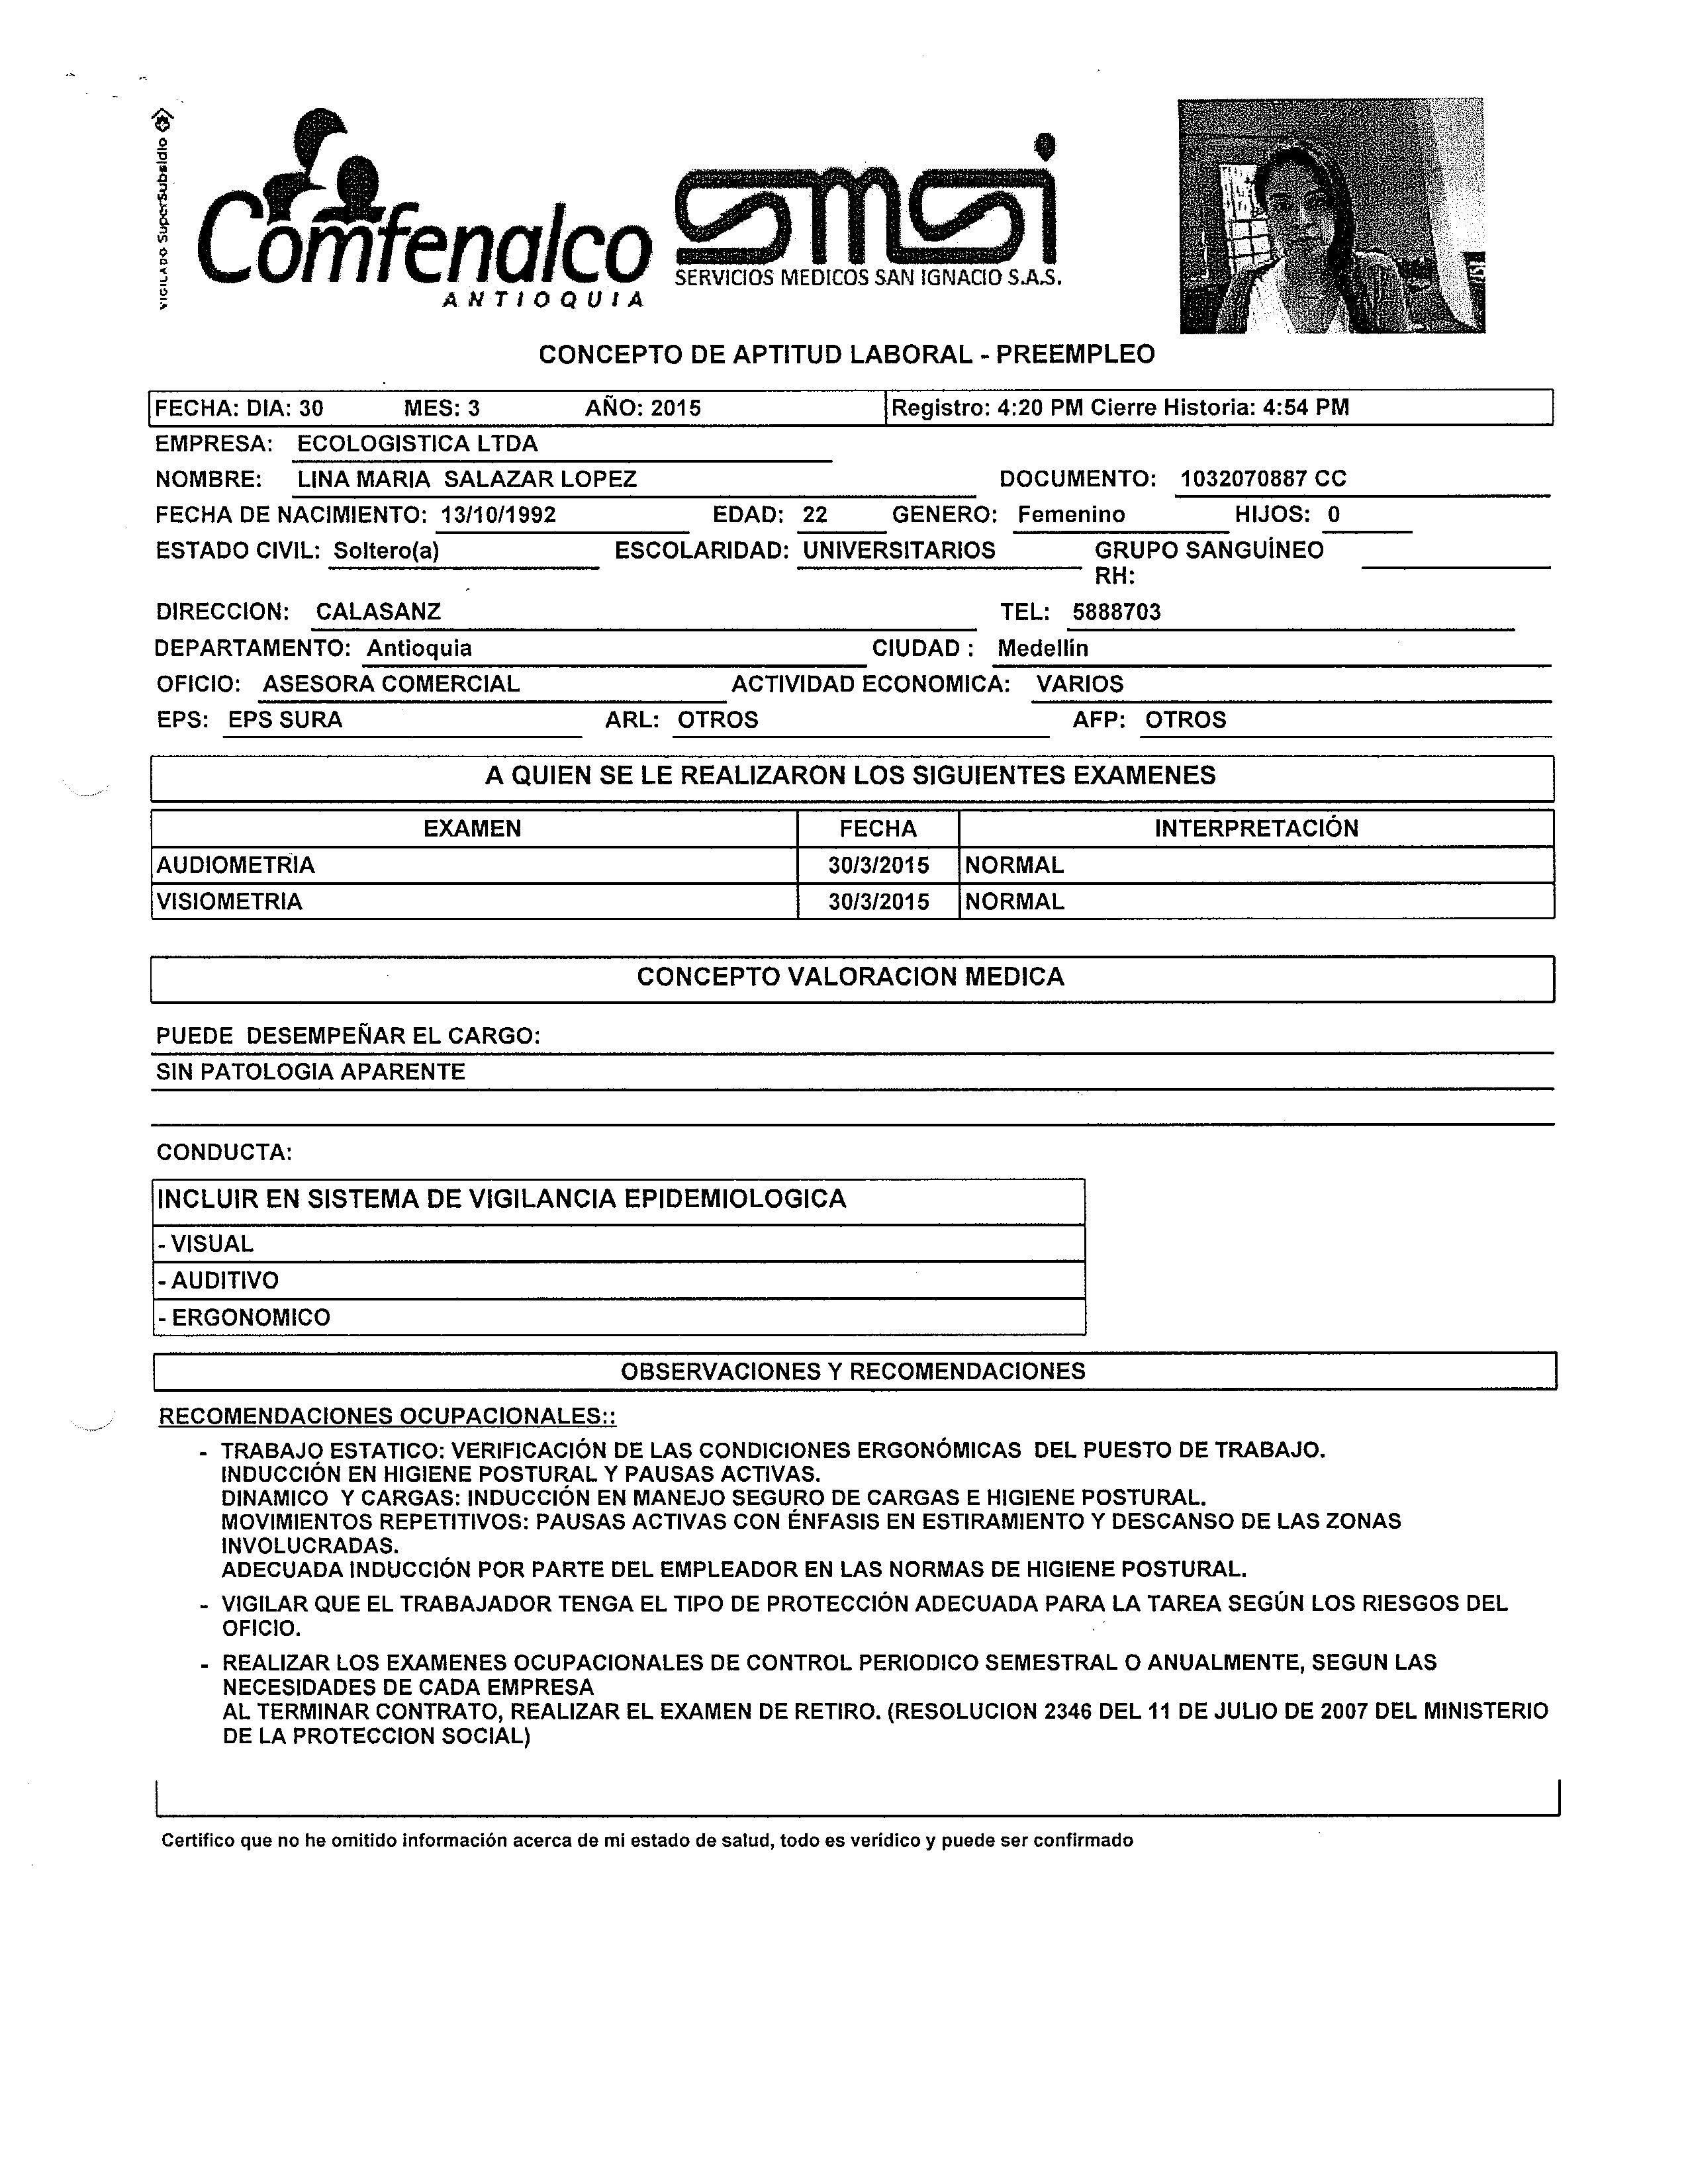 VIGILADO SuperSubsidio
Comfenalco
ANTIOQUIA
smsi
SERVICIOS MEDICOS SAN IGNACIO S.A.S.
CONCEPTO DE APTITUD LABORAL - PREEMPLEO
FECHA: DIA: 30 MES: 3 AÑO: 2015 Registro: 4:20 PM Cierre Historia: 4:54 PM
EMPRESA: ECOLOGISTICA LTDA
NOMBRE: LINA MARIA SALAZAR LOPEZ DOCUMENTO: 1032070887 CC
FECHA DE NACIMIENTO: 13/10/1992 EDAD: 22 GENERO: Femenino HIJOS: 0
ESTADO CIVIL: Soltero(a) ESCOLARIDAD: UNIVERSITARIOS GRUPO SANGUÍNEO
RH:
DIRECCION: CALASANZ TEL: 5888703
DEPARTAMENTO: Antioquia CIUDAD : Medellín
OFICIO: ASESORA COMERCIAL ACTIVIDAD ECONOMICA: VARIOS
EPS: EPS SURA ARL: OTROS AFP: OTROS
A QUIEN SE LE REALIZARON LOS SIGUIENTES EXAMENES
EXAMEN FECHA INTERPRETACIÓN
AUDIOMETRIA 30/3/2015 NORMAL
VISIOMETRIA 30/3/2015 NORMAL
CONCEPTO VALORACION MEDICA
PUEDE DESEMPEÑAR EL CARGO:
SIN PATOLOGIA APARENTE
CONDUCTA:
INCLUIR EN SISTEMA DE VIGILANCIA EPIDEMIOLOGICA
- VISUAL
- AUDITIVO
- ERGONOMICO
OBSERVACIONES Y RECOMENDACIONES
RECOMENDACIONES OCUPACIONALES::
- TRABAJO ESTATICO: VERIFICACIÓN DE LAS CONDICIONES ERGONÓMICAS DEL PUESTO DE TRABAJO.
INDUCCIÓN EN HIGIENE POSTURAL Y PAUSAS ACTIVAS.
DINAMICO Y CARGAS: INDUCCIÓN EN MANEJO SEGURO DE CARGAS E HIGIENE POSTURAL.
MOVIMIENTOS REPETITIVOS: PAUSAS ACTIVAS CON ÉNFASIS EN ESTIRAMIENTO Y DESCANSO DE LAS ZONAS
INVOLUCRADAS.
ADECUADA INDUCCIÓN POR PARTE DEL EMPLEADOR EN LAS NORMAS DE HIGIENE POSTURAL.
- VIGILAR QUE EL TRABAJADOR TENGA EL TIPO DE PROTECCIÓN ADECUADA PARA LA TAREA SEGÚN LOS RIESGOS DEL
OFICIO.
- REALIZAR LOS EXAMENES OCUPACIONALES DE CONTROL PERIODICO SEMESTRAL O ANUALMENTE, SEGUN LAS
NECESIDADES DE CADA EMPRESA
AL TERMINAR CONTRATO, REALIZAR EL EXAMEN DE RETIRO. (RESOLUCION 2346 DEL 11 DE JULIO DE 2007 DEL MINISTERIO
DE LA PROTECCION SOCIAL)
Certifico que no he omitido información acerca de mi estado de salud, todo es verídico y puede ser confirmado